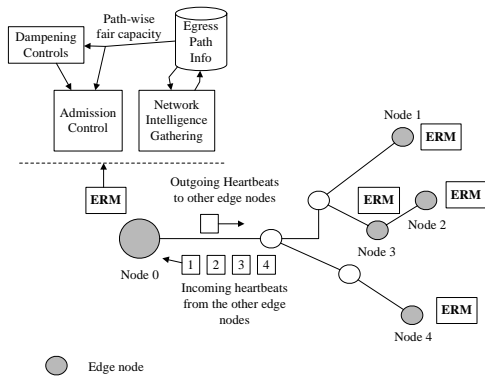 Path-wise
fair capacity
Dampening
Controls
Egress
Path
Info
Admission
Control
Network
Intelligence
Gathering
Node 1
ERM
ERM
Outgoing Heartbeats
to other edge nodes
ERM
ERM
Node 2
Node 3
Node 0
1 2 3 4
Incoming heartbeats
from the other edge
nodes
ERM
Node 4
Edge node